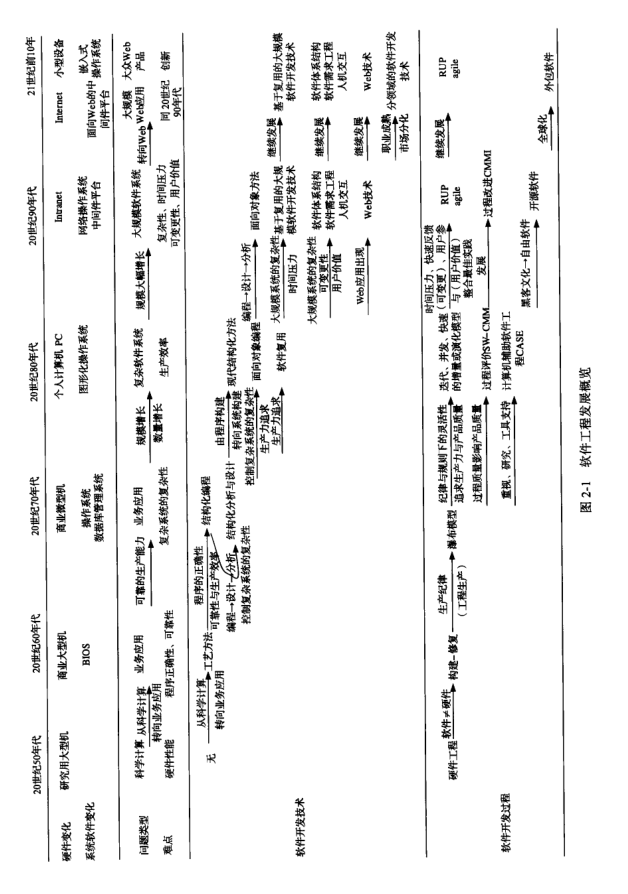 20世纪50年代 20世纪60年代 20世纪70年代 20世纪80年代 20世纪90年代 21世纪前10年
硬件变化 研究用大型机 商业大型机 商业微型机 个人计算机 PC Intranet Internet 小型设备
系统软件变化 BIOS 操作系统 数据库管理系统 图形化操作系统 网络操作系统 中间件平台 面向Web的中间件平台 嵌入式操作系统
问题类型 科学计算 从科学计算转向业务应用 业务应用 可靠的生产能力 业务应用 规模增长 数量增长 复杂软件系统 规模大幅增长 大规模软件系统 转向Web 大规模Web应用 大众Web产品
难点 硬件性能 程序正确性、可靠性 复杂系统的复杂性 生产效率 复杂性、时间压力 可变更性、用户价值 同20世纪90年代 创新
软件开发技术
无 从科学计算 转向业务应用 工艺方法 程序的正确性 可靠性与生产效率 结构化编程
编程→设计→分析 控制复杂系统的复杂性 结构化分析与设计
由程序构建 转向系统构建 现代结构化方法
控制复杂系统的复杂性 生产力追求 面向对象编程 编程→设计→分析 面向对象方法
生产力追求 软件复用 大规模系统的复杂性 时间压力 基于复用的大规模软件开发技术 继续发展 基于复用的大规模软件开发技术
大规模系统的复杂性 可变更性 用户价值 软件体系结构 软件需求工程 人机交互 继续发展 软件体系结构 软件需求工程 人机交互
Web应用出现 Web技术 继续发展 Web技术
职业成熟 市场分化 分领域的软件开发技术
软件开发过程
硬件工程 软件≠硬件 构建-修复 生产纪律 （工程生产） 瀑布模型 纪律与规则下的灵活性 追求生产力与产品质量 迭代、并发、快速的增量或演化模型 时间压力、快速反馈（可变更）、用户参与（用户价值） 整合最佳实践 RUP agile 继续发展 RUP agile
过程质量影响产品质量 过程评价SW-CMM 发展 过程改进CMMI
重视、研究、工具支持 计算机辅助软件工程CASE
黑客文化→自由软件 开源软件 全球化 外包软件
图 2-1 软件工程发展概览